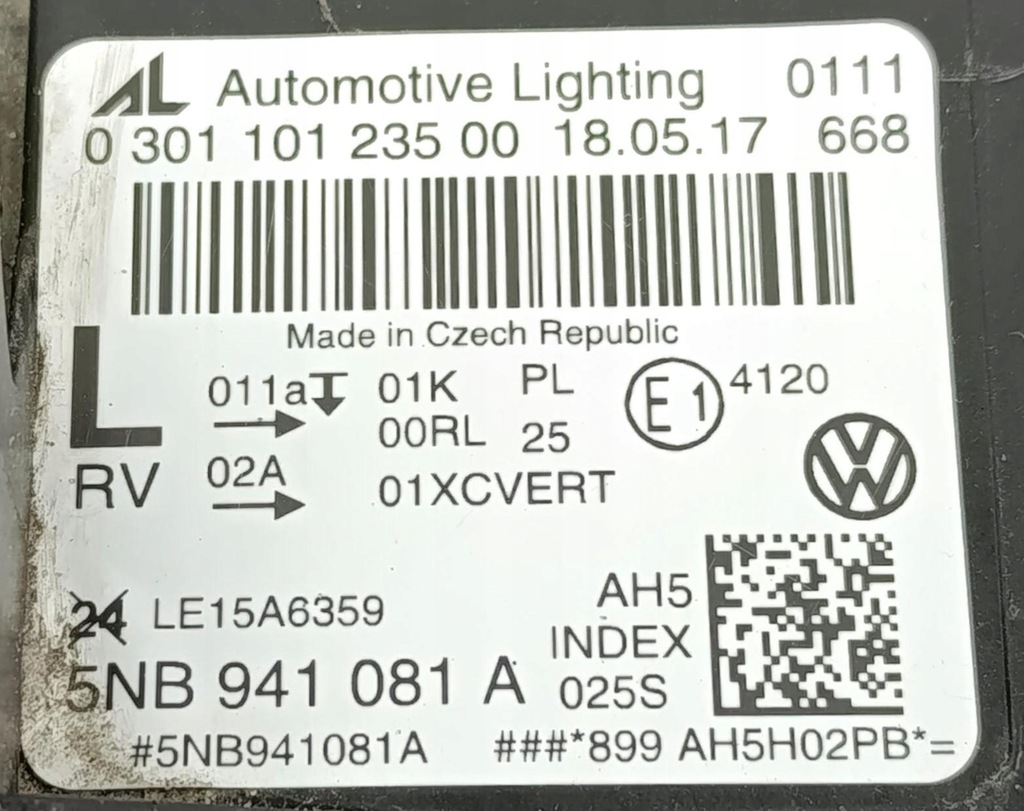 AL Automotive Lighting 0111
0 301 101 235 00 18.05.17 668
Made in Czech Republic
L 011a 01K PL E1 4120
00RL 25
RV 02A 01XCVERT
24 LE15A6359 AH5
INDEX
5NB 941 081 A 025S
#5NB941081A ###*899 AH5H02PB*=